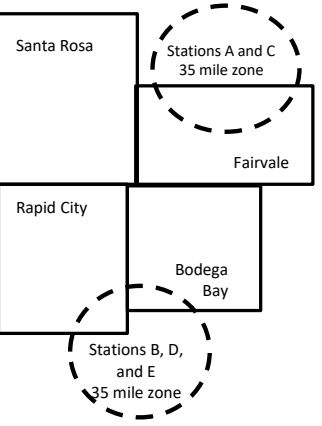 Santa Rosa
Stations A and C
35 mile zone
Fairvale
Rapid City
Bodega
Bay
Stations B, D,
and E
35 mile zone